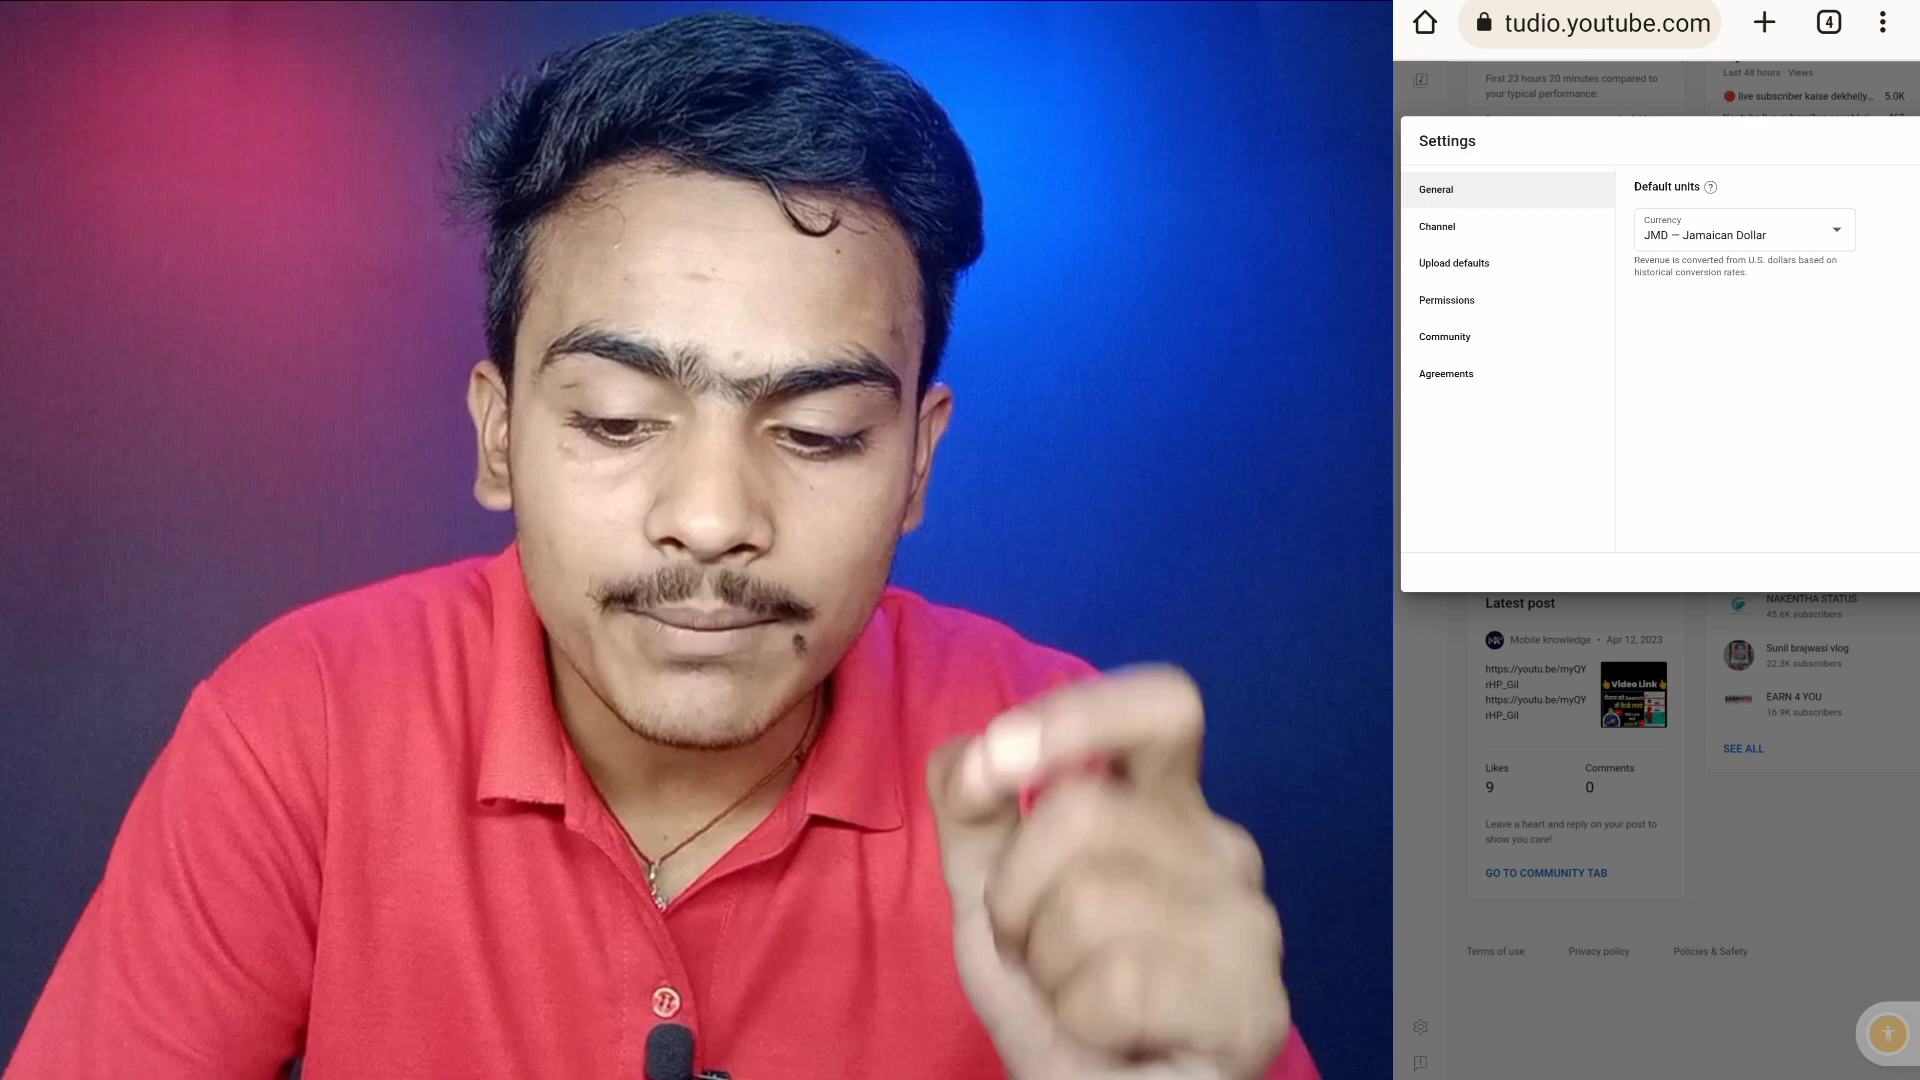 tudio.youtube.com
4
First 23 hours 20 minutes compared to
your typical performance:
Last 48 hours · Views
live subscriber kaise dekhe||y... 5.0K
Settings
General
Channel
Upload defaults
Permissions
Community
Agreements
Default units ?
Currency
JMD — Jamaican Dollar
Revenue is converted from U.S. dollars based on
historical conversion rates.
Latest post
Mobile knowledge • Apr 12, 2023
https://youtu.be/myQY
rHP_GiI
https://youtu.be/myQY
rHP_GiI
Video Link
Likes
9
Comments
0
Leave a heart and reply on your post to
show you care!
GO TO COMMUNITY TAB
NAKENTHA STATUS
45.6K subscribers
Sunil brajwasi vlog
22.3K subscribers
EARN 4 YOU
16.9K subscribers
SEE ALL
Terms of use
Privacy policy
Policies & Safety